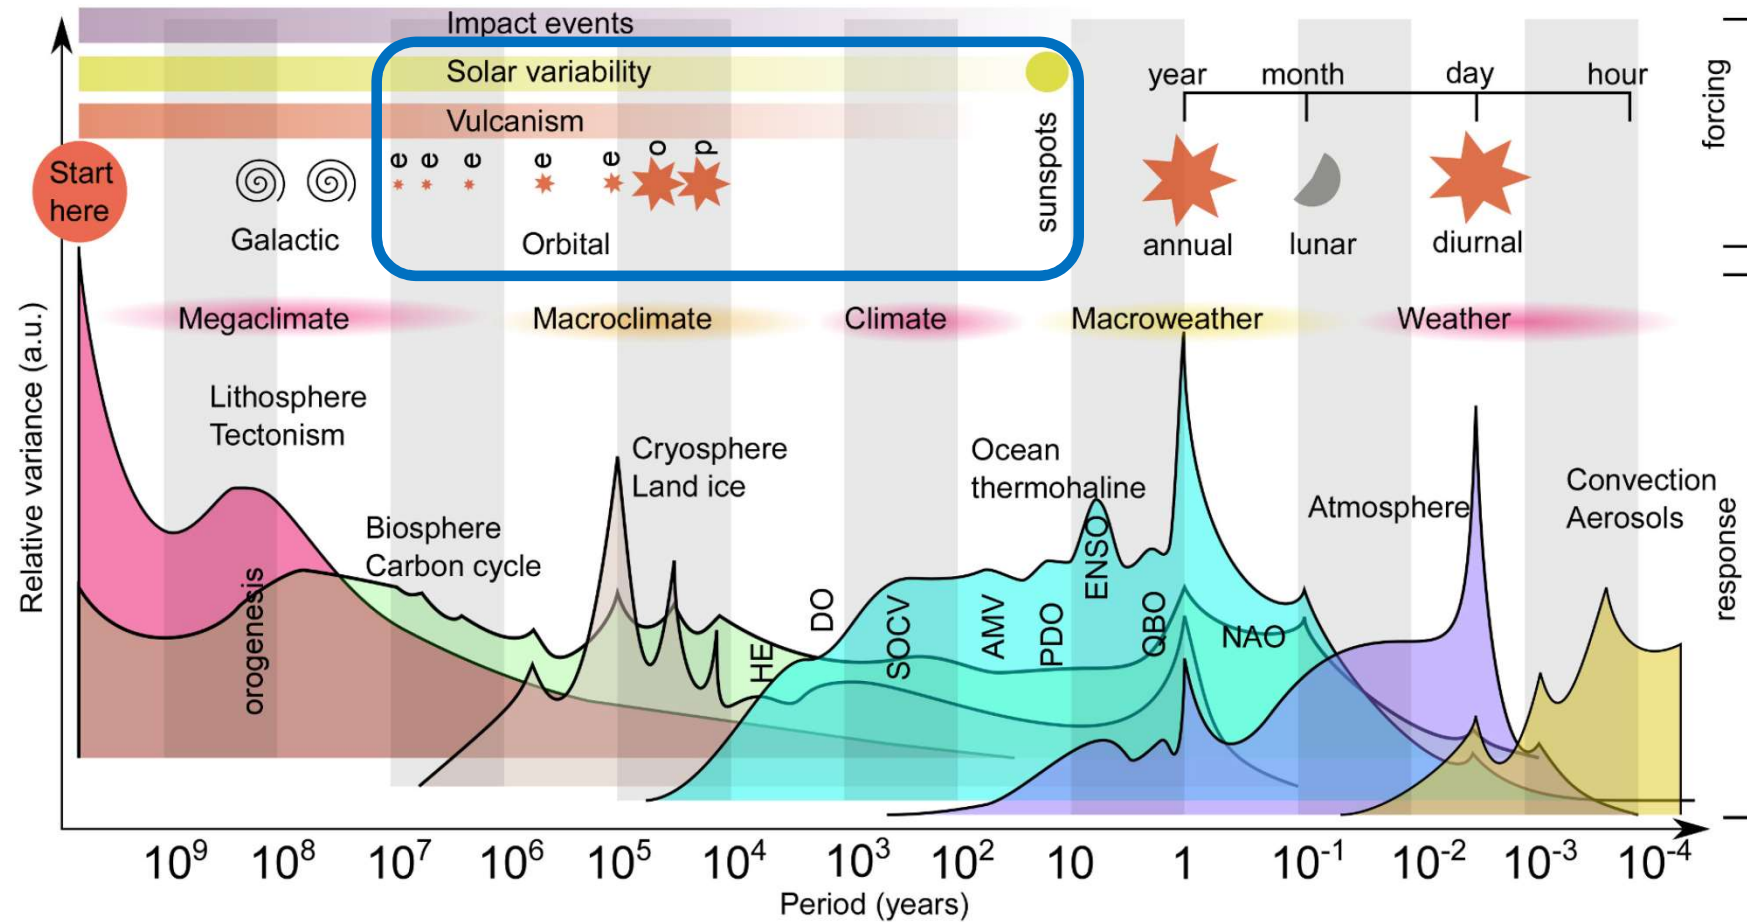 Impact events
Solar variability
Vulcanism
Start
here
Galactic
e
e
e
e
e
o
p
Orbital
sunspots
year
month
day
hour
annual
lunar
diurnal
forcing
Megaclimate
Macroclimate
Climate
Macroweather
Weather
Relative variance (a.u.)
Lithosphere
Tectonism
orogenesis
Biosphere
Carbon cycle
Cryosphere
Land ice
HE
DO
SOCV
Ocean
thermohaline
AMV
PDO
ENSO
QBO
NAO
Atmosphere
Convection
Aerosols
response
10⁹ 10⁸ 10⁷ 10⁶ 10⁵ 10⁴ 10³ 10² 10 1 10⁻¹ 10⁻² 10⁻³ 10⁻⁴
Period (years)